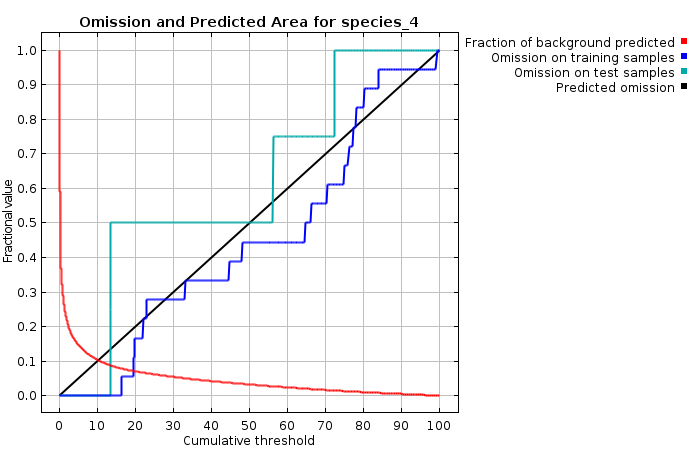 Omission and Predicted Area for species_4
Fraction of background predicted
Omission on training samples
Omission on test samples
Predicted omission
Fractional value
1.0
0.9
0.8
0.7
0.6
0.5
0.4
0.3
0.2
0.1
0.0
0 10 20 30 40 50 60 70 80 90 100
Cumulative threshold